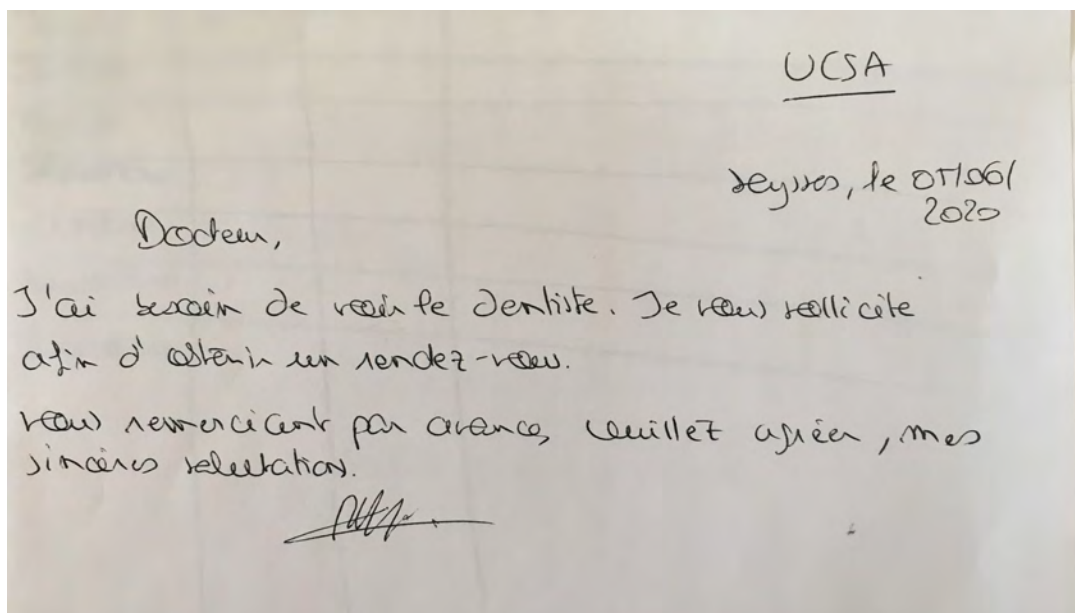 UCSA
Seysses, le 05/06/
2020
Docteur,
J'ai besoin de voir le dentiste. Je vous sollicite
afin d'obtenir un rendez-vous.
Vous remerciant par avance, veuillez agréer, mes
sincères salutations.